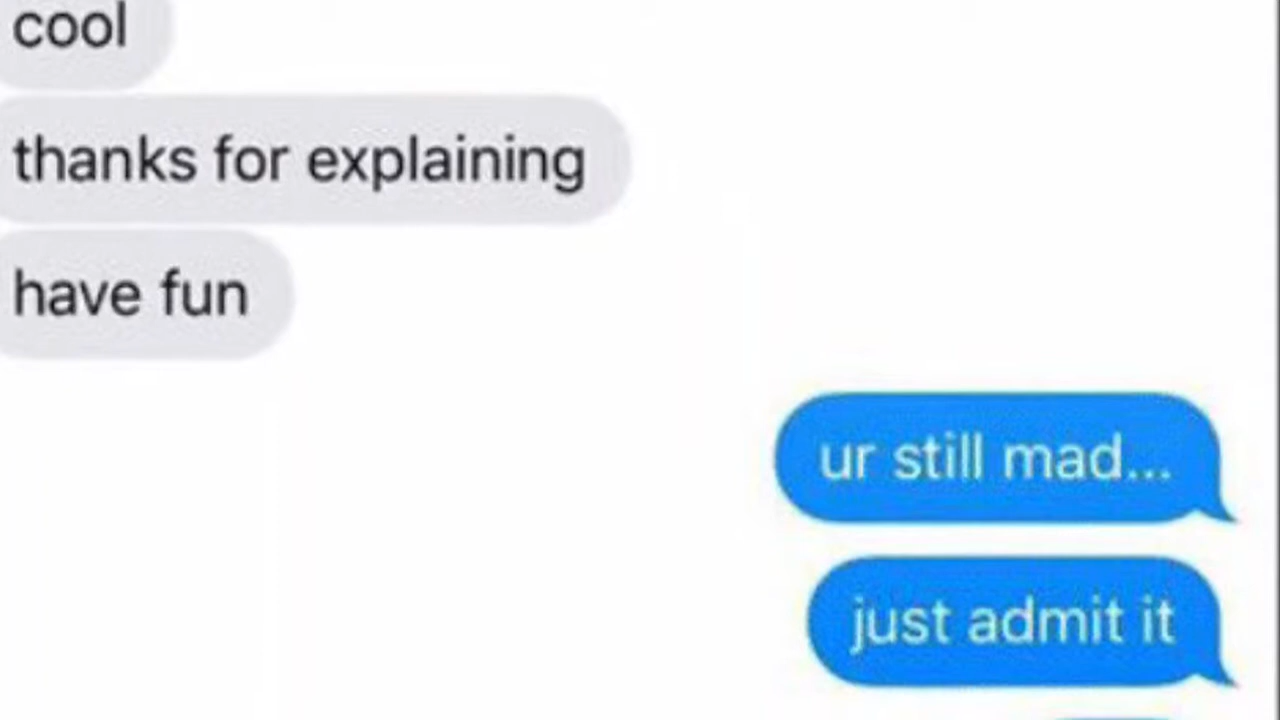 cool
thanks for explaining
have fun
ur still mad...
just admit it